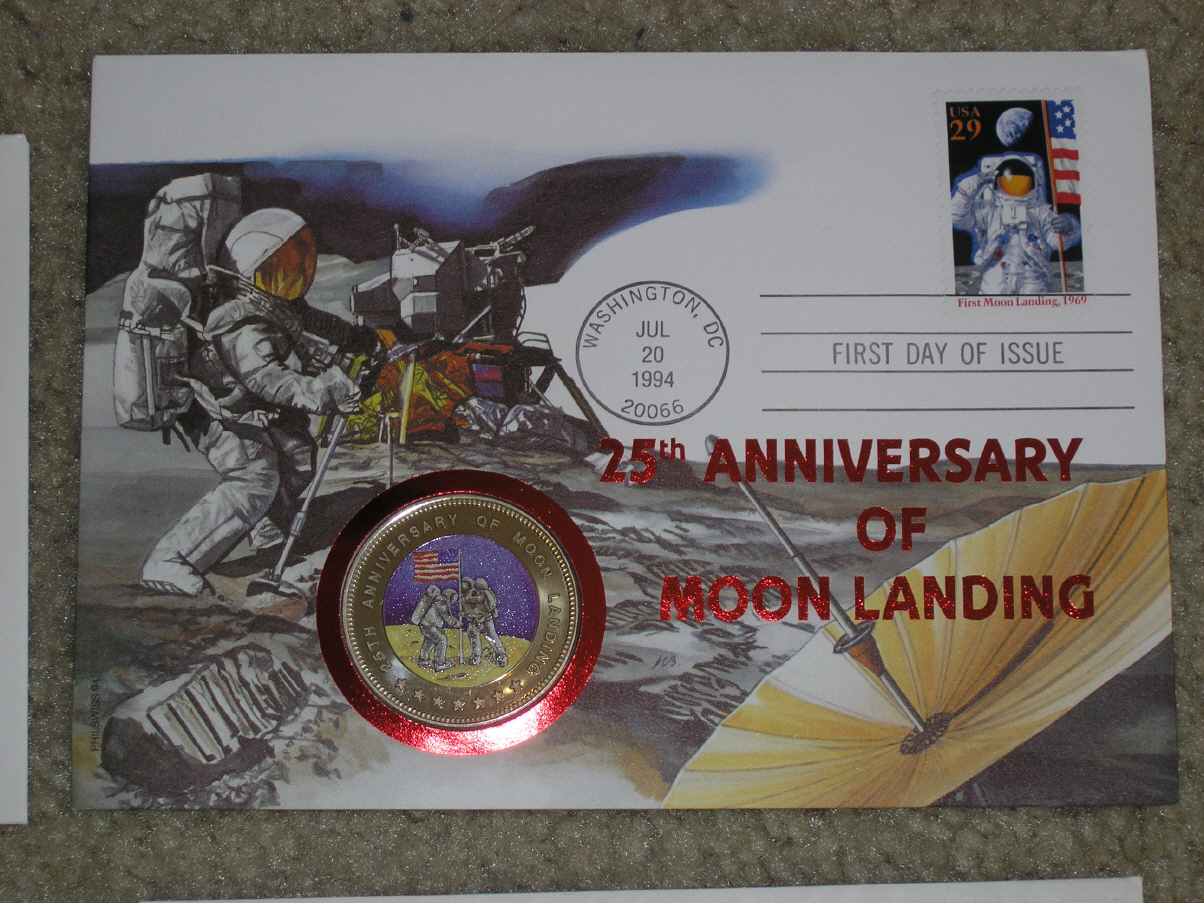 USA
29
First Moon Landing, 1969
WASHINGTON, DC
JUL
20
1994
20066
FIRST DAY OF ISSUE
25th ANNIVERSARY
OF
MOON LANDING
25TH ANNIVERSARY OF MOON LANDING
PHILSWISS 94